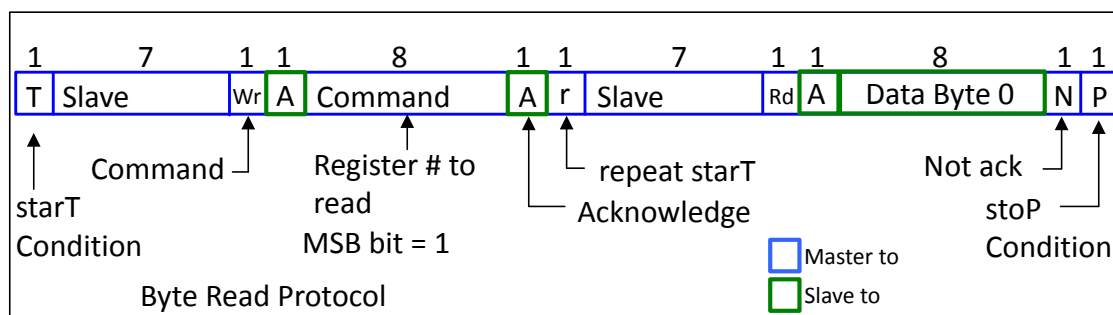 1 7 1 1 8 1 1 7 1 1 8 1 1
T Slave Wr A Command A r Slave Rd A Data Byte 0 N P
Command
Register # to
read
MSB bit = 1
repeat starT
Acknowledge
Not ack
starT
Condition
stoP
Condition
Master to
Slave to
Byte Read Protocol